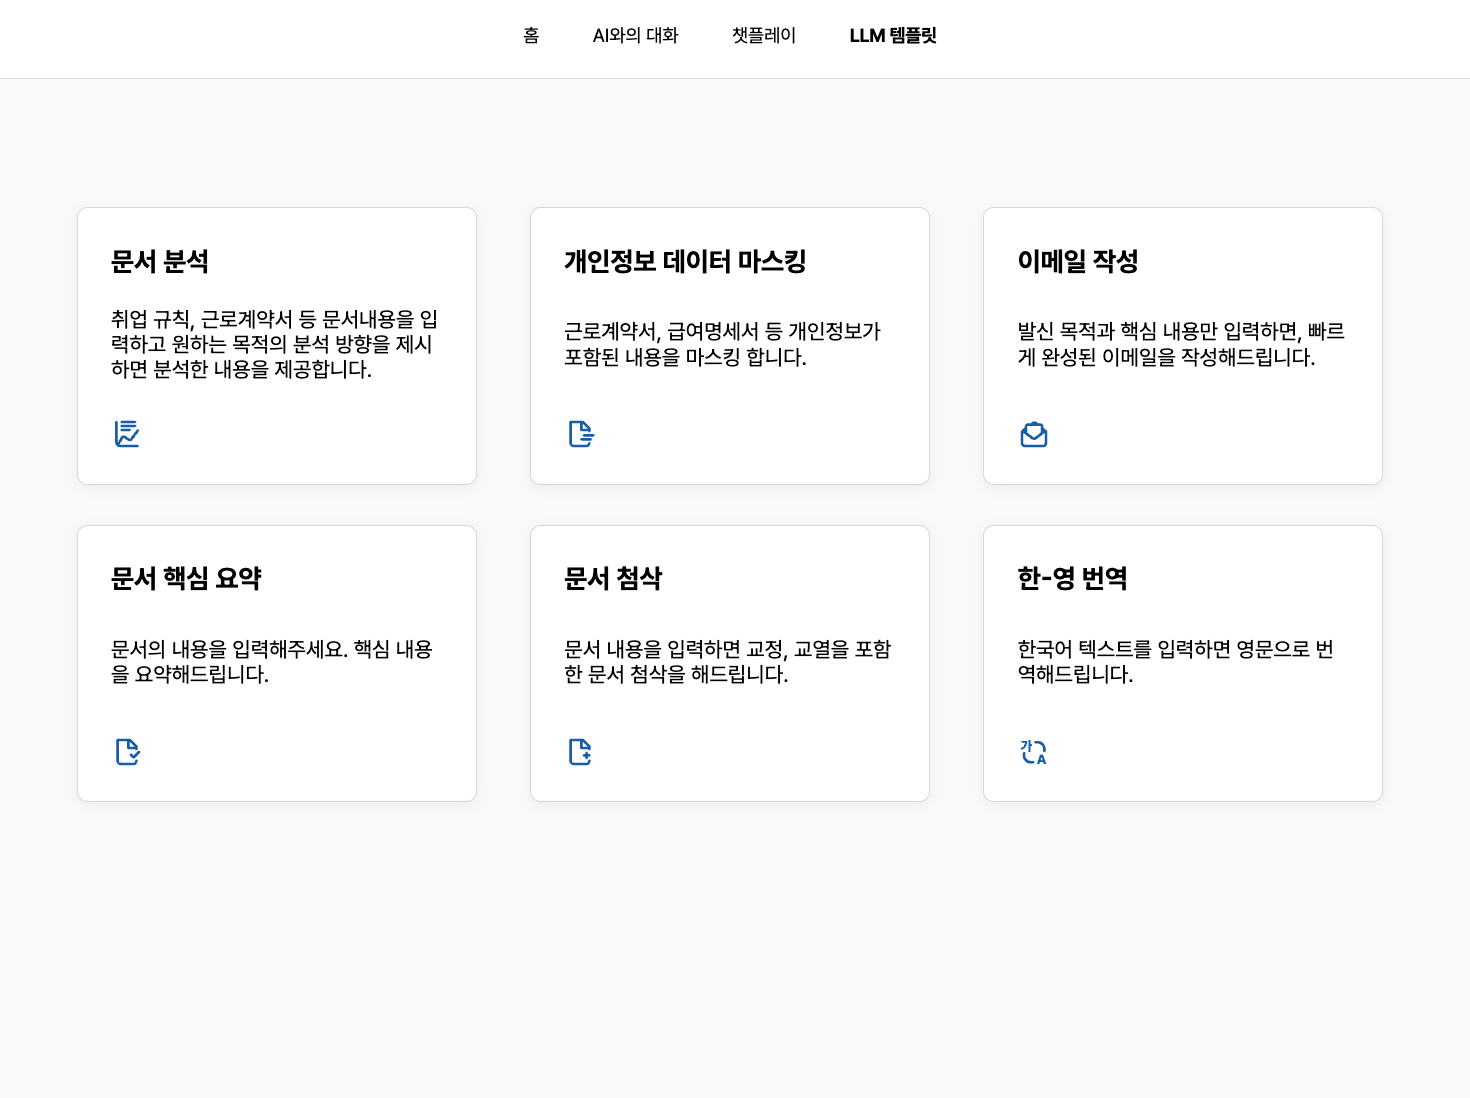 홈
AI와의 대화
챗플레이
LLM 템플릿
문서 분석
취업 규칙, 근로계약서 등 문서내용을 입
력하고 원하는 목적의 분석 방향을 제시
하면 분석한 내용을 제공합니다.
개인정보 데이터 마스킹
근로계약서, 급여명세서 등 개인정보가
포함된 내용을 마스킹 합니다.
이메일 작성
발신 목적과 핵심 내용만 입력하면, 빠르
게 완성된 이메일을 작성해드립니다.
문서 핵심 요약
문서의 내용을 입력해주세요. 핵심 내용
을 요약해드립니다.
문서 첨삭
문서 내용을 입력하면 교정, 교열을 포함
한 문서 첨삭을 해드립니다.
한-영 번역
한국어 텍스트를 입력하면 영문으로 번
역해드립니다.
가
A